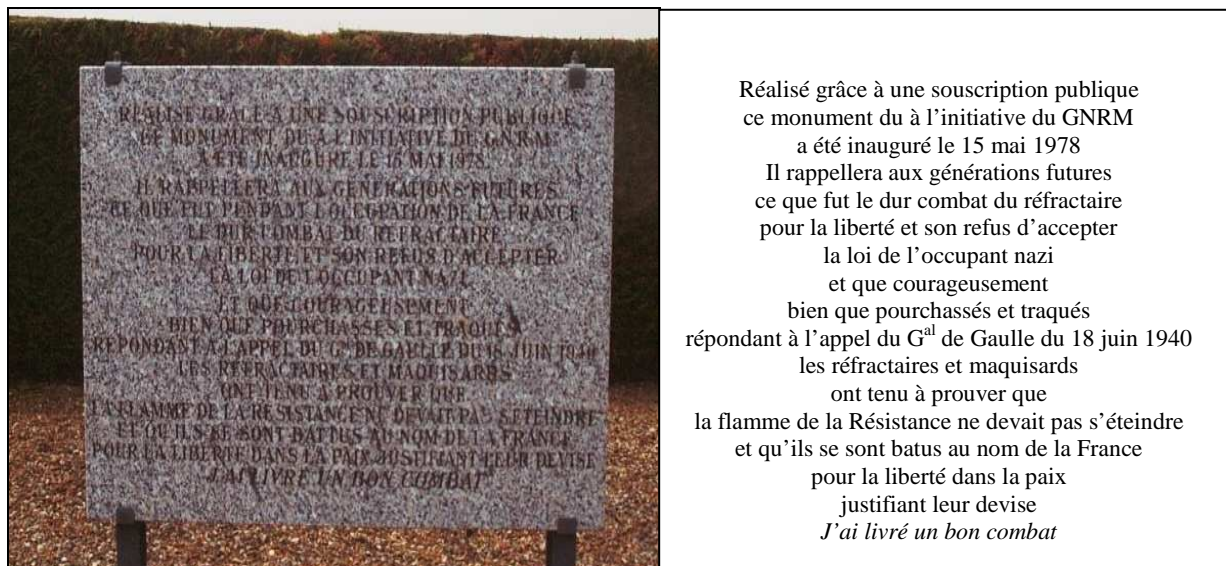 REALISE GRACE A UNE SOUSCRIPTION PUBLIQUE
CE MONUMENT DU A L'INITIATIVE DU G.N.R.M
A ÉTÉ INAUGURE LE 15 MAI 1978
IL RAPPELLERA AUX GENERATIONS FUTURES
CE QUE FUT PENDANT L'OCCUPATION DE LA FRANCE
LE DUR COMBAT DU REFRACTAIRE
POUR LA LIBERTE ET SON REFUS D'ACCEPTER
LA LOI DE L'OCCUPANT NAZI
ET QUE COURAGEUSEMENT
BIEN QUE POURCHASSES ET TRAQUES
REPONDANT A L'APPEL DU Gal DE GAULLE DU 18 JUIN 1940
LES REFRACTAIRES ET MAQUISARDS
ONT TENU A PROUVER QUE
LA FLAMME DE LA RESISTANCE NE DEVAIT PAS S'ETEINDRE
ET QU'ILS SE SONT BATTUS AU NOM DE LA FRANCE
POUR LA LIBERTE DANS LA PAIX JUSTIFIANT LEUR DEVISE
J'AI LIVRE UN BON COMBAT
Réalisé grâce à une souscription publique
ce monument du à l'initiative du GNRM
a été inauguré le 15 mai 1978
Il rappellera aux générations futures
ce que fut le dur combat du réfractaire
pour la liberté et son refus d'accepter
la loi de l'occupant nazi
et que courageusement
bien que pourchassés et traqués
répondant à l'appel du Gal de Gaulle du 18 juin 1940
les réfractaires et maquisards
ont tenu à prouver que
la flamme de la Résistance ne devait pas s'éteindre
et qu'ils se sont batus au nom de la France
pour la liberté dans la paix
justifiant leur devise
J'ai livré un bon combat